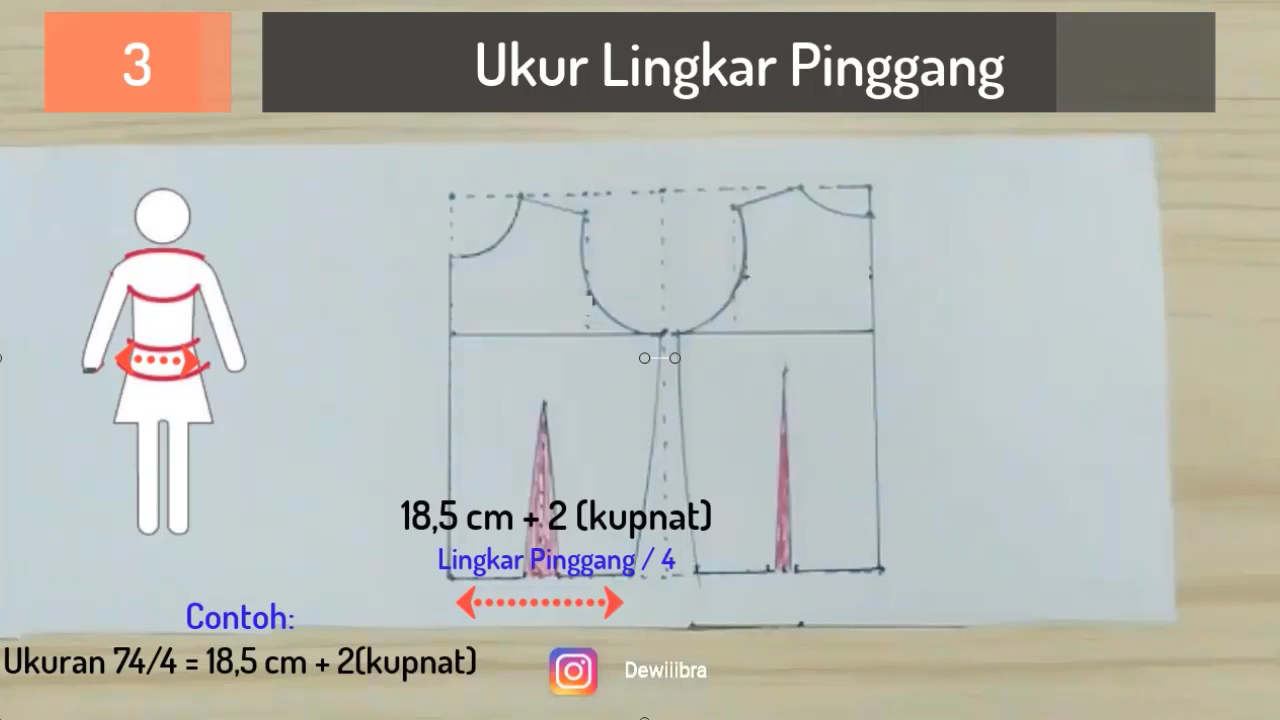 3
Ukur Lingkar Pinggang
18,5 cm + 2 (kupnat)
Lingkar Pinggang / 4
Contoh:
Ukuran 74/4 = 18,5 cm + 2(kupnat)
Dewiiibra